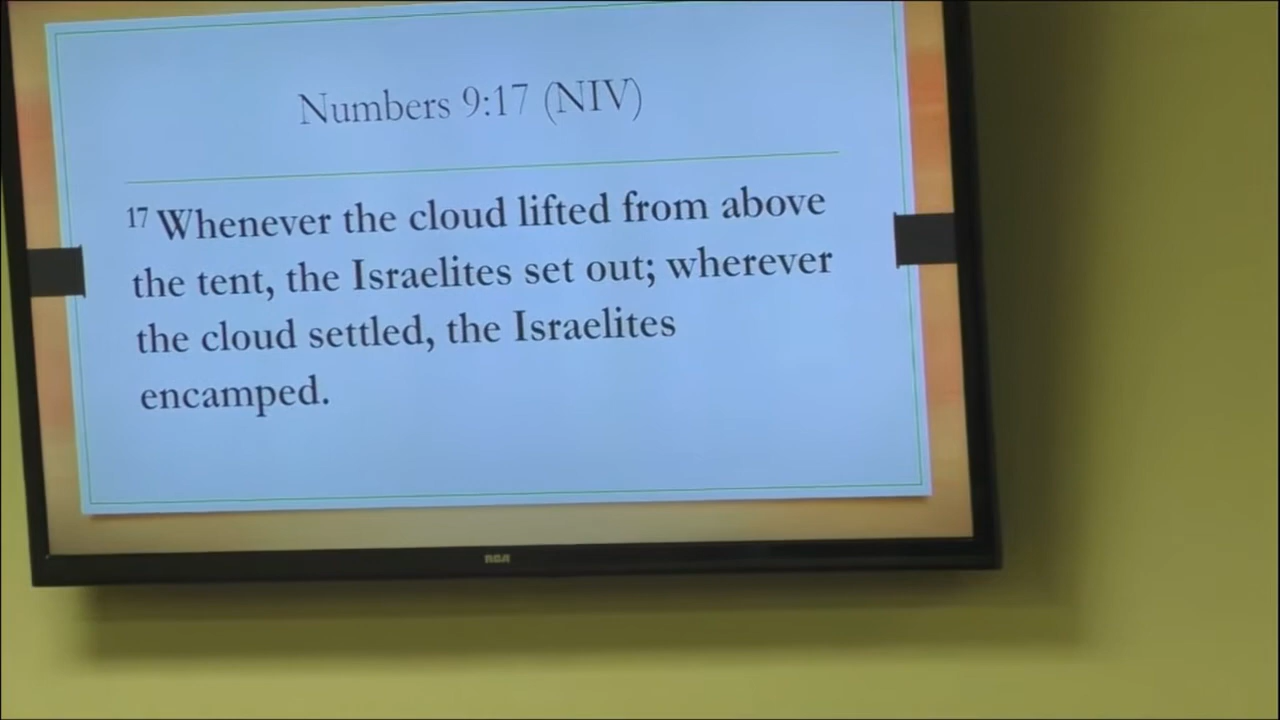 Numbers 9:17 (NIV)
17 Whenever the cloud lifted from above
the tent, the Israelites set out; wherever
the cloud settled, the Israelites
encamped.
RCA